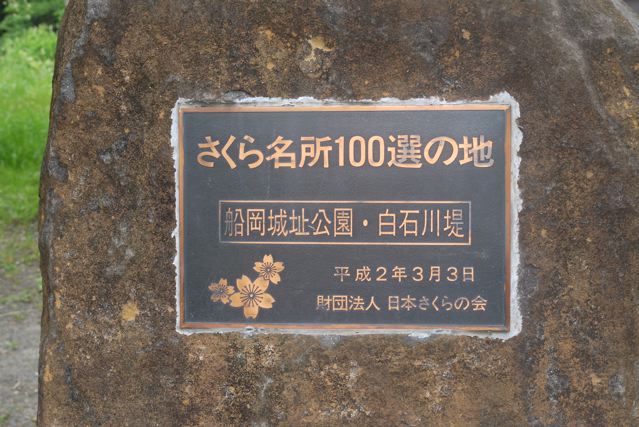 さくら名所100選の地
船岡城址公園・白石川堤
平成2年3月3日
財団法人 日本さくらの会